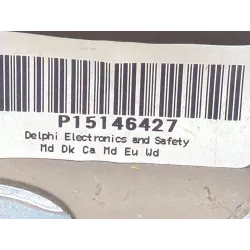 P15146427
Delphi Electronics and Safety
Md Dk Ca Md Eu Wd